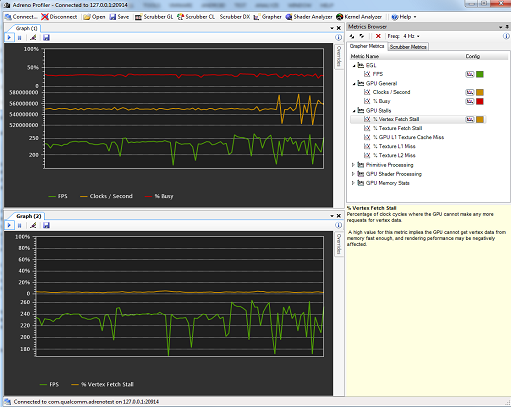 Adreno Profiler - Connected to 127.0.0.1:20914
Connect... Disconnect Open Save Scrubber GL Scrubber CL Scrubber DX Grapher Shader Analyzer Kernel Analyzer Help
Graph (1)
100%
50%
0
58000000
56000000
54000000
52000000
250
200
FPS Clocks / Second % Busy
Overrides
Graph (2)
100%
80%
60%
40%
20%
0
260
240
220
200
180
FPS % Vertex Fetch Stall
Overrides
Metrics Browser
Freq: 4 Hz
Grapher Metrics Scrubber Metrics
Metric Name Config
EGL
FPS
GPU General
Clocks / Second
% Busy
GPU Stalls
% Vertex Fetch Stall
% Texture Fetch Stall
% GPU L1 Texture Cache Miss
% Texture L1 Miss
% Texture L2 Miss
Primitive Processing
GPU Shader Processing
GPU Memory Stats
% Vertex Fetch Stall
Percentage of clock cycles where the GPU cannot make any more
requests for vertex data.
A high value for this metric implies the GPU cannot get vertex data from
memory fast enough, and rendering peformance may be negatively
affected.
Connected to com.qualcomm.adrenotest on 127.0.0.1:20914